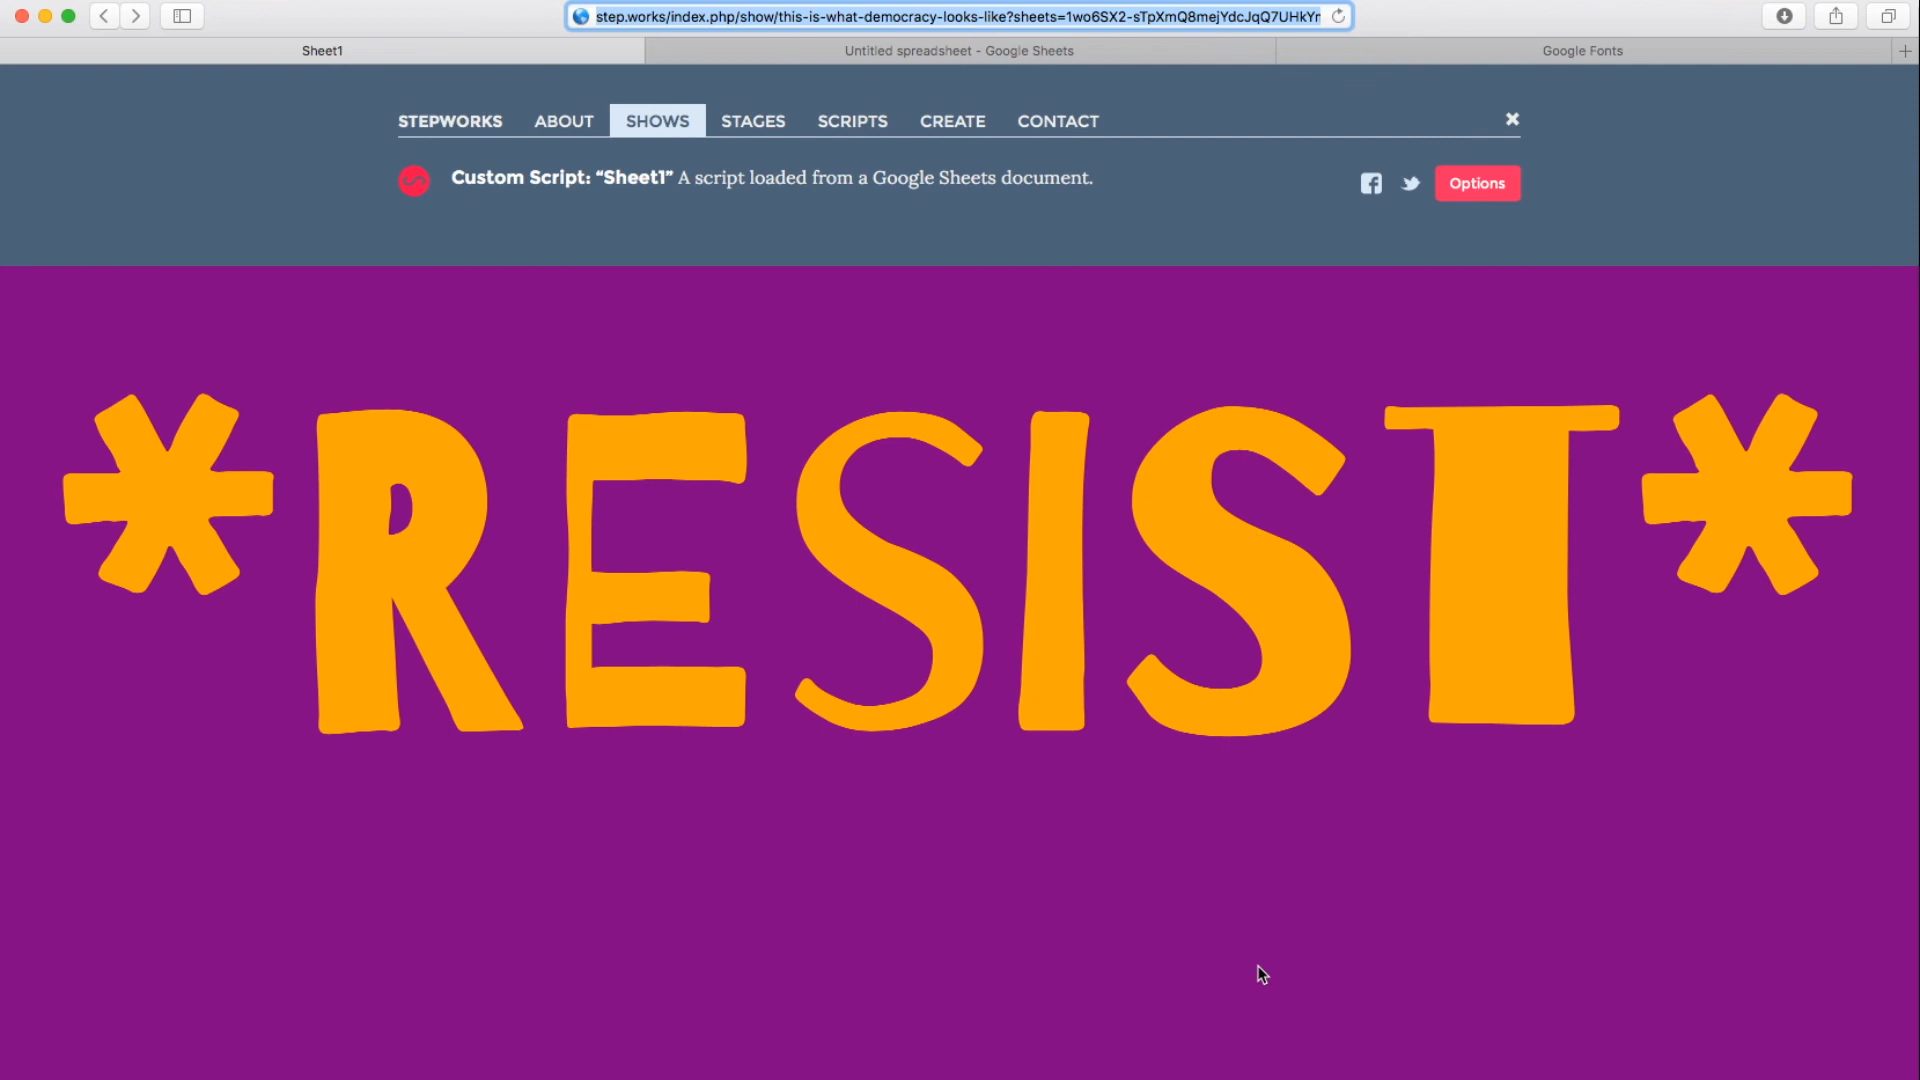 step.works/index.php/show/this-is-what-democracy-looks-like?sheets=1wo6SX2-sTpXmQ8mejYdcJqQ7UHkYr
Sheet1
Untitled spreadsheet - Google Sheets
Google Fonts
STEPWORKS ABOUT SHOWS STAGES SCRIPTS CREATE CONTACT
Custom Script: “Sheet1” A script loaded from a Google Sheets document.
Options
*RESIST*